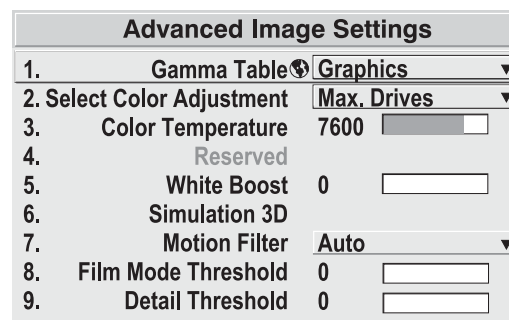 Advanced Image Settings
1. Gamma Table Graphics
2. Select Color Adjustment Max. Drives
3. Color Temperature 7600
4. Reserved
5. White Boost 0
6. Simulation 3D
7. Motion Filter Auto
8. Film Mode Threshold 0
9. Detail Threshold 0